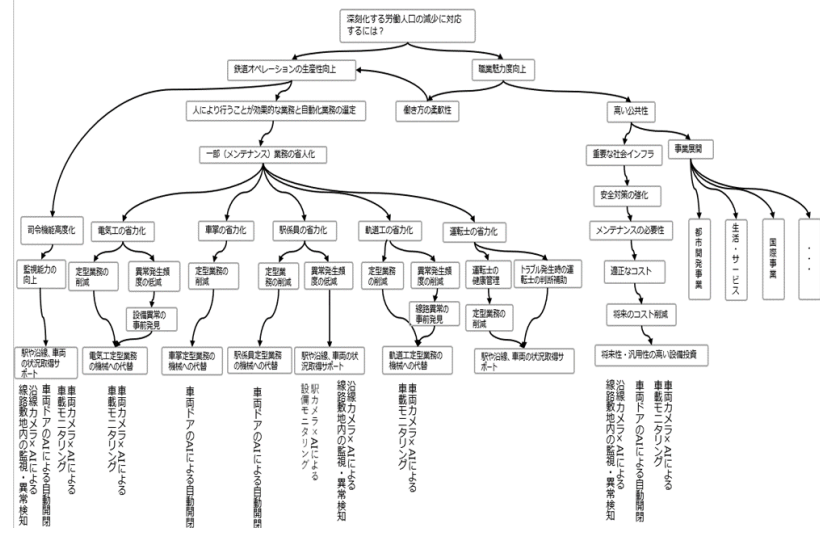 深刻化する労働人口の減少に対応
するには？
鉄道オペレーションの生産性向上
職業魅力度向上
人により行うことが効果的な業務と自動化業務の選定
働き方の柔軟性
高い公共性
一部（メンテナンス）業務の省人化
重要な社会インフラ
事業展開
安全対策の強化
司令機能高度化
電気工の省力化
車掌の省力化
駅係員の省力化
軌道工の省力化
運転士の省力化
メンテナンスの必要性
都市開発事業
生活・サービス
国際事業
・・・
監視能力の
向上
定型業務の
削減
異常発生頻
度の低減
定型業務の
削減
定型業
務の削減
異常発生頻
度の低減
定型業務
の削減
異常発生頻
度の削減
運転士の
健康管理
トラブル発生時の運
転士の判断補助
適正なコスト
設備異常の
事前発見
線路異常の
事前発見
定型業務の
削減
将来のコスト削減
駅や沿線、車両
の状況取得サ
ポート
電気工定型業務
の機械への代替
車掌定型業務の
機械への代替
駅係員定型業務
の機械への代替
駅や沿線、車両の状
況取得サポート
軌道工定型業務の
機械への代替
駅や沿線、車両の状況取得サ
ポート
将来性・汎用性の高い設備投資
車両カメラ×AIによる
車載モニタリング
車両ドアのAIによる自動開閉
沿線カメラ×AIによる
線路敷地内の監視・異常検知
車両カメラ×AIによる
車載モニタリング
車両ドアのAIによる自動開閉
車両ドアのAIによる自動開閉
駅カメラ×AIによる
設備モニタリング
沿線カメラ×AIによる
線路敷地内の監視・異常検知
車両カメラ×AIによる
車載モニタリング
車両カメラ×AIによる
車載モニタリング
車両ドアのAIによる自動開閉
沿線カメラ×AIによる
線路敷地内の監視・異常検知